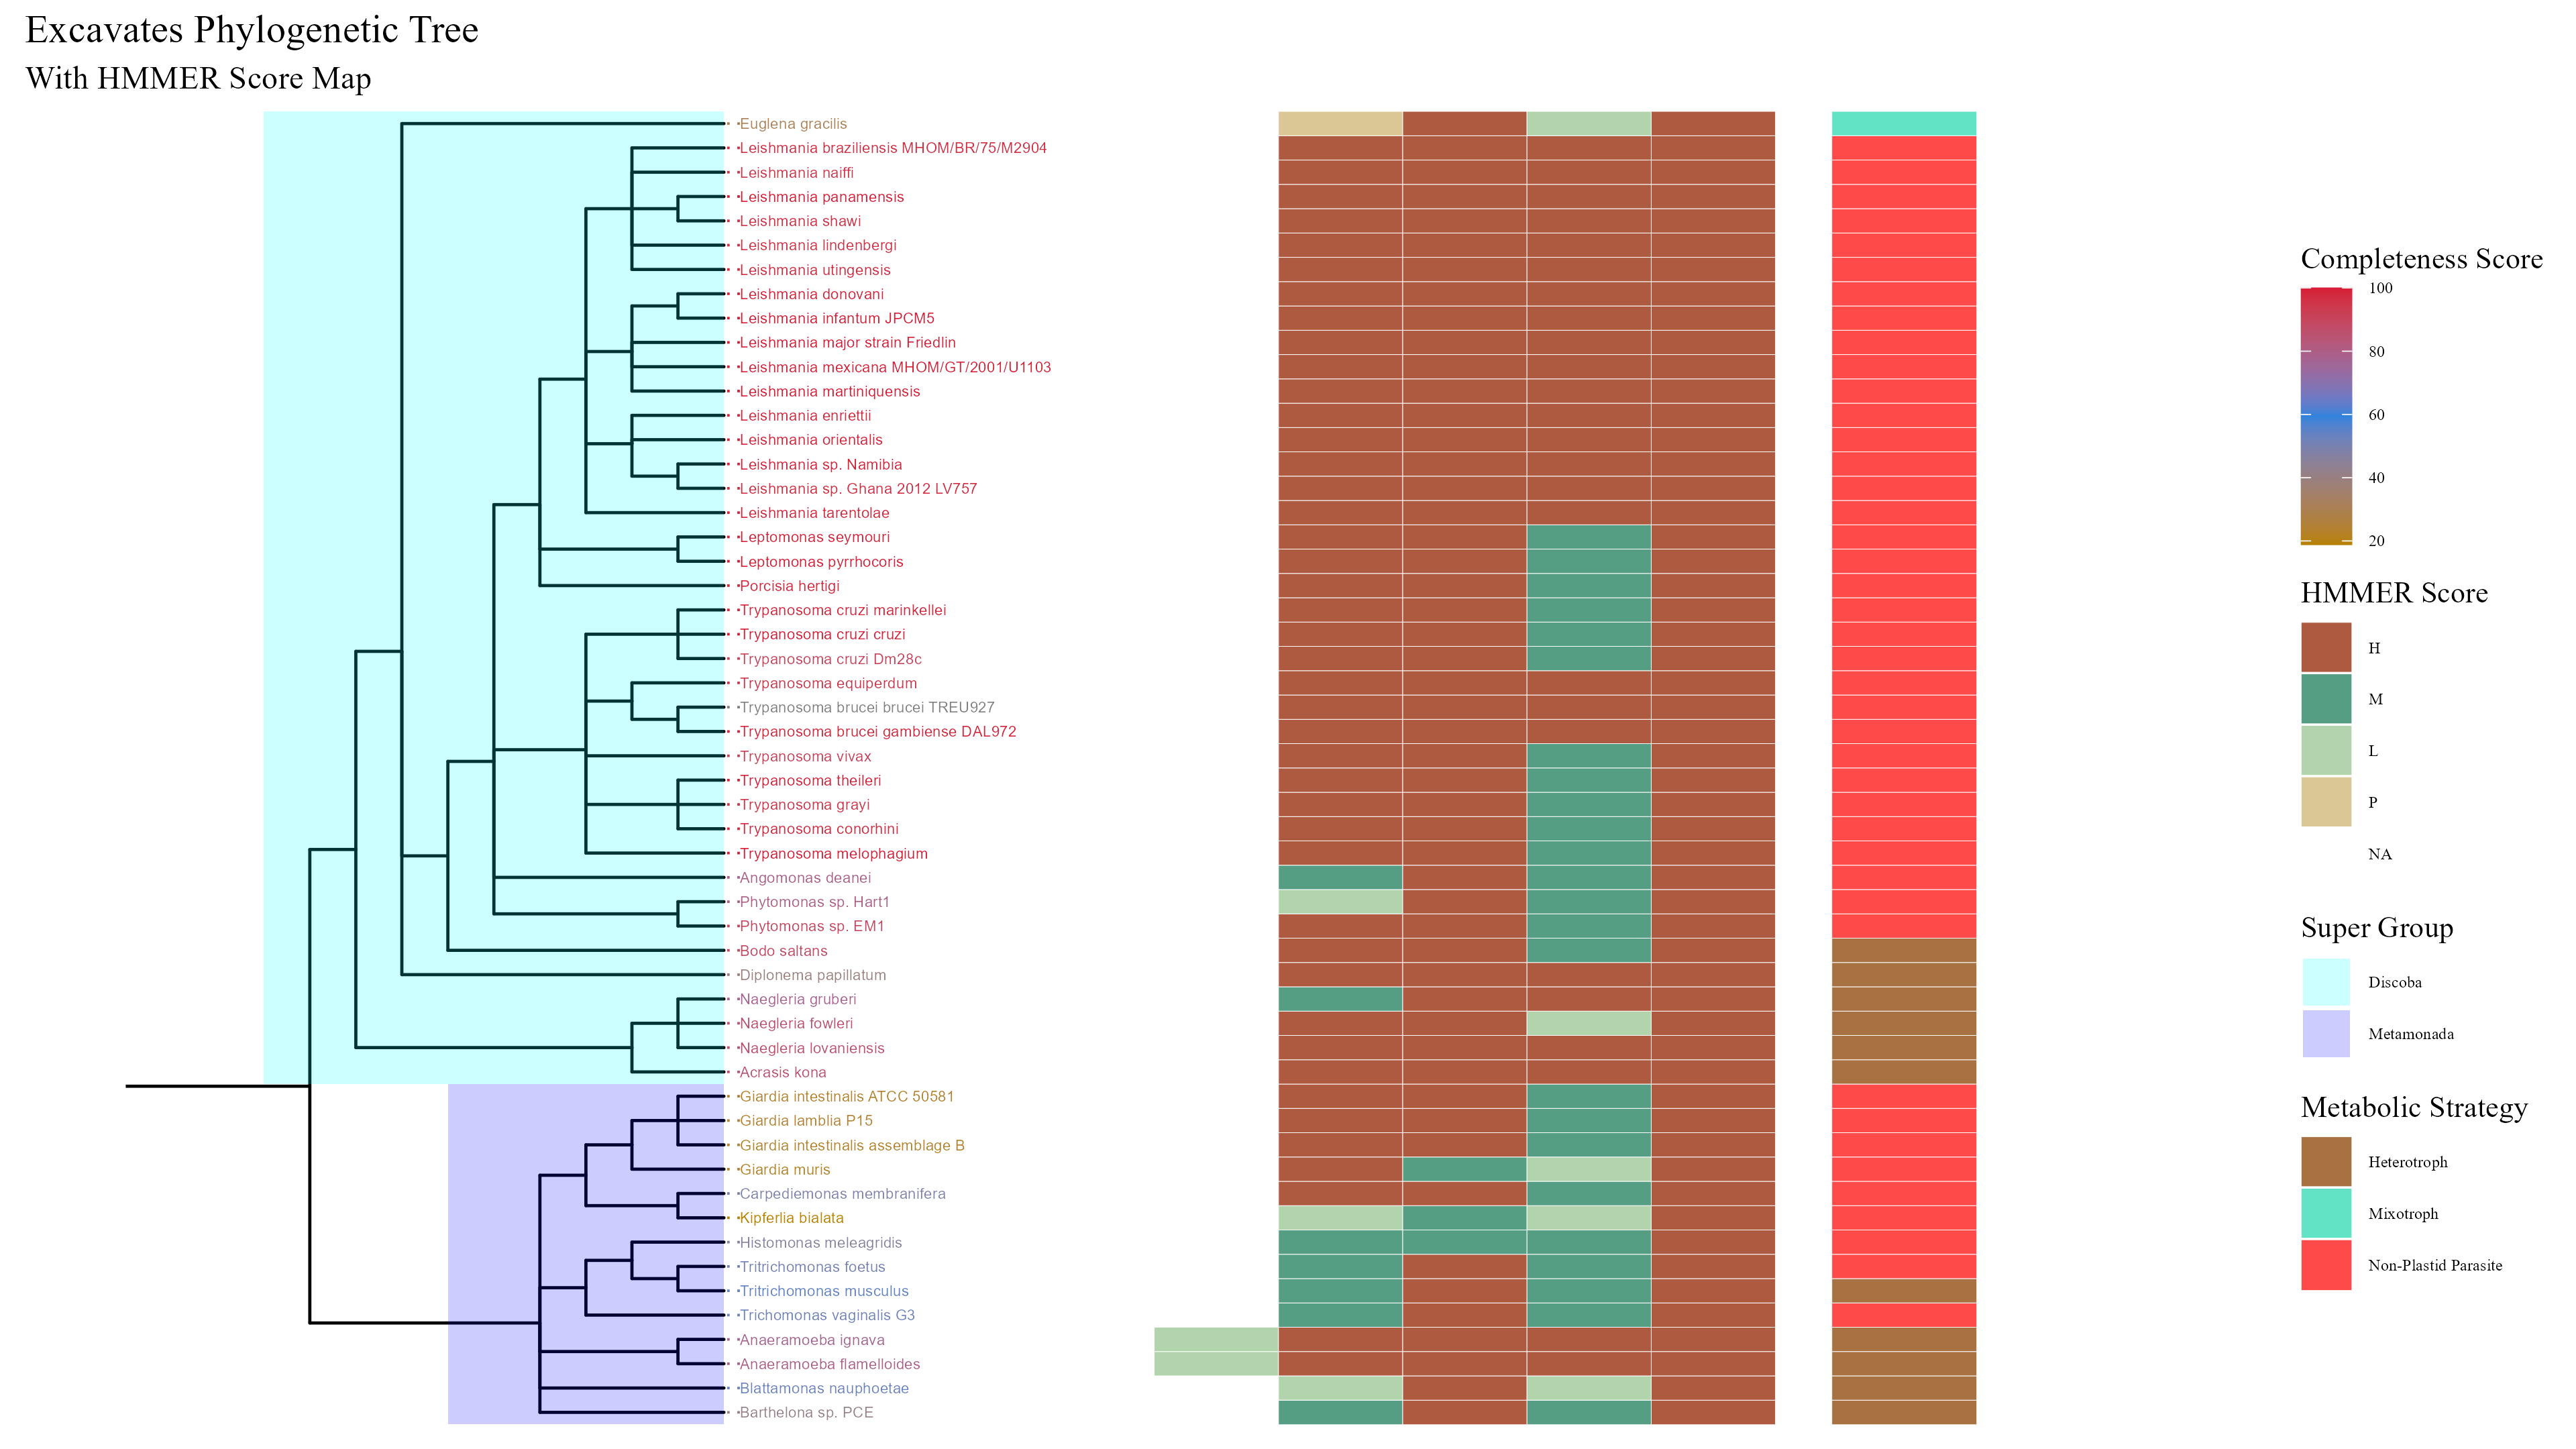 Excavates Phylogenetic Tree
With HMMER Score Map
Euglena gracilis
Leishmania braziliensis MHOM/BR/75/M2904
Leishmania naiffi
Leishmania panamensis
Leishmania shawi
Leishmania lindenbergi
Leishmania utingensis
Leishmania donovani
Leishmania infantum JPCM5
Leishmania major strain Friedlin
Leishmania mexicana MHOM/GT/2001/U1103
Leishmania martiniquensis
Leishmania enriettii
Leishmania orientalis
Leishmania sp. Namibia
Leishmania sp. Ghana 2012 LV757
Leishmania tarentolae
Leptomonas seymouri
Leptomonas pyrrhocoris
Porcisia hertigi
Trypanosoma cruzi marinkellei
Trypanosoma cruzi cruzi
Trypanosoma cruzi Dm28c
Trypanosoma equiperdum
Trypanosoma brucei brucei TREU927
Trypanosoma brucei gambiense DAL972
Trypanosoma vivax
Trypanosoma theileri
Trypanosoma grayi
Trypanosoma conorhini
Trypanosoma melophagium
Angomonas deanei
Phytomonas sp. Hart1
Phytomonas sp. EM1
Bodo saltans
Diplonema papillatum
Naegleria gruberi
Naegleria fowleri
Naegleria lovaniensis
Acrasis kona
Giardia intestinalis ATCC 50581
Giardia lamblia P15
Giardia intestinalis assemblage B
Giardia muris
Carpediemonas membranifera
Kipferlia bialata
Histomonas meleagridis
Tritrichomonas foetus
Tritrichomonas musculus
Trichomonas vaginalis G3
Anaeramoeba ignava
Anaeramoeba flamelloides
Blattamonas nauphoetae
Barthelona sp. PCE
Completeness Score
100
80
60
40
20
HMMER Score
H
M
L
P
NA
Super Group
Discoba
Metamonada
Metabolic Strategy
Heterotroph
Mixotroph
Non-Plastid Parasite